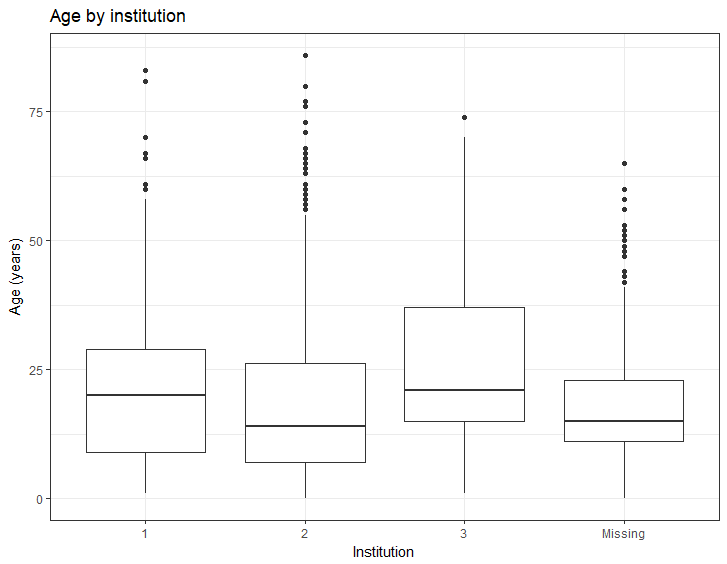 Age by institution
75
50
25
0
Age (years)
1 2 3 Missing
Institution